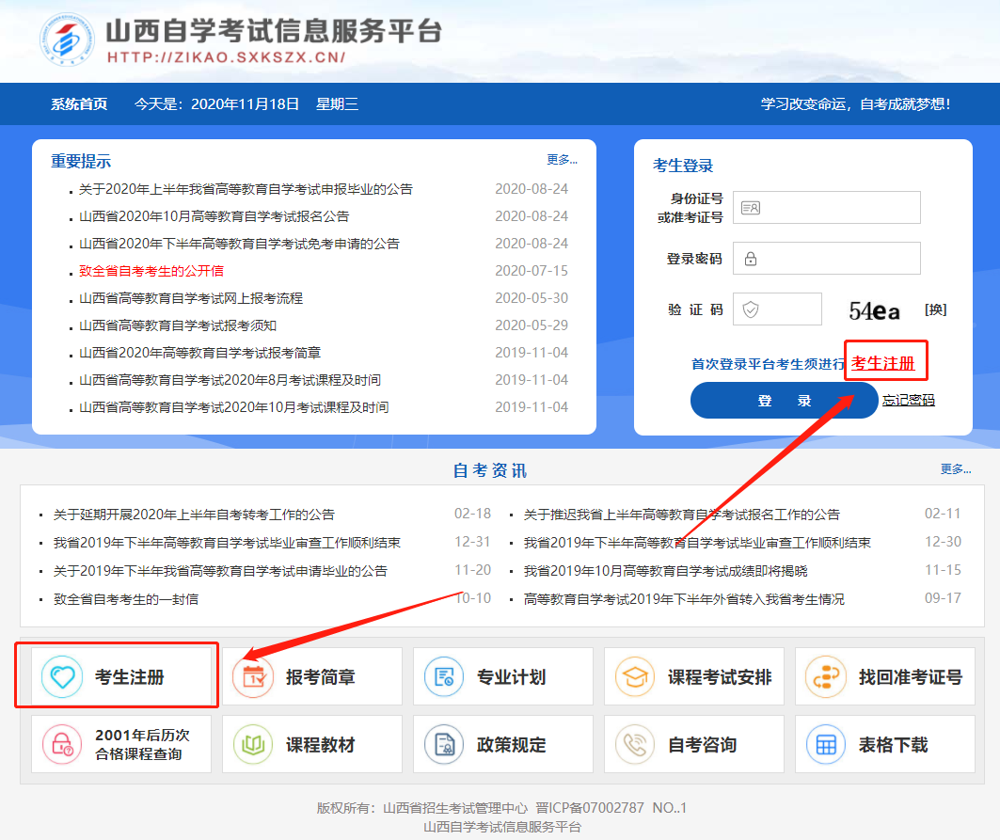 山西自学考试信息服务平台
HTTP://ZIKAO.SXKSZX.CN/
系统首页 今天是：2020年11月18日 星期三 学习改变命运，自考成就梦想！
重要提示 更多...
关于2020年上半年我省高等教育自学考试申报毕业的公告 2020-08-24
山西省2020年10月高等教育自学考试报名公告 2020-08-24
山西省2020年下半年高等教育自学考试免考申请的公告 2020-08-24
致全省自考考生的公开信 2020-07-15
山西省高等教育自学考试网上报考流程 2020-05-30
山西省高等教育自学考试报考须知 2020-05-29
山西省2020年高等教育自学考试报考简章 2019-11-04
山西省高等教育自学考试2020年8月考试课程及时间 2019-11-04
山西省高等教育自学考试2020年10月考试课程及时间 2019-11-04
考生登录
身份证号
或准考证号
登录密码
验 证 码 54ea [换]
首次登录平台考生须进行 考生注册
登 录 忘记密码
自考资讯 更多...
关于延期开展2020年上半年自考转考工作的公告 02-18
关于推迟我省上半年高等教育自学考试报名工作的公告 02-11
我省2019年下半年高等教育自学考试毕业审查工作顺利结束 12-31
我省2019年下半年高等教育自学考试毕业审查工作顺利结束 12-30
关于2019年下半年我省高等教育自学考试申请毕业的公告 11-20
我省2019年10月高等教育自学考试成绩即将揭晓 11-15
致全省自考考生的一封信 10-10
高等教育自学考试2019年下半年外省转入我省考生情况 09-17
考生注册 报考简章 专业计划 课程考试安排 找回准考证号
2001年后历次
合格课程查询
课程教材 政策规定 自考咨询 表格下载
版权所有：山西省招生考试管理中心 晋ICP备07002787 NO..1
山西自学考试信息服务平台